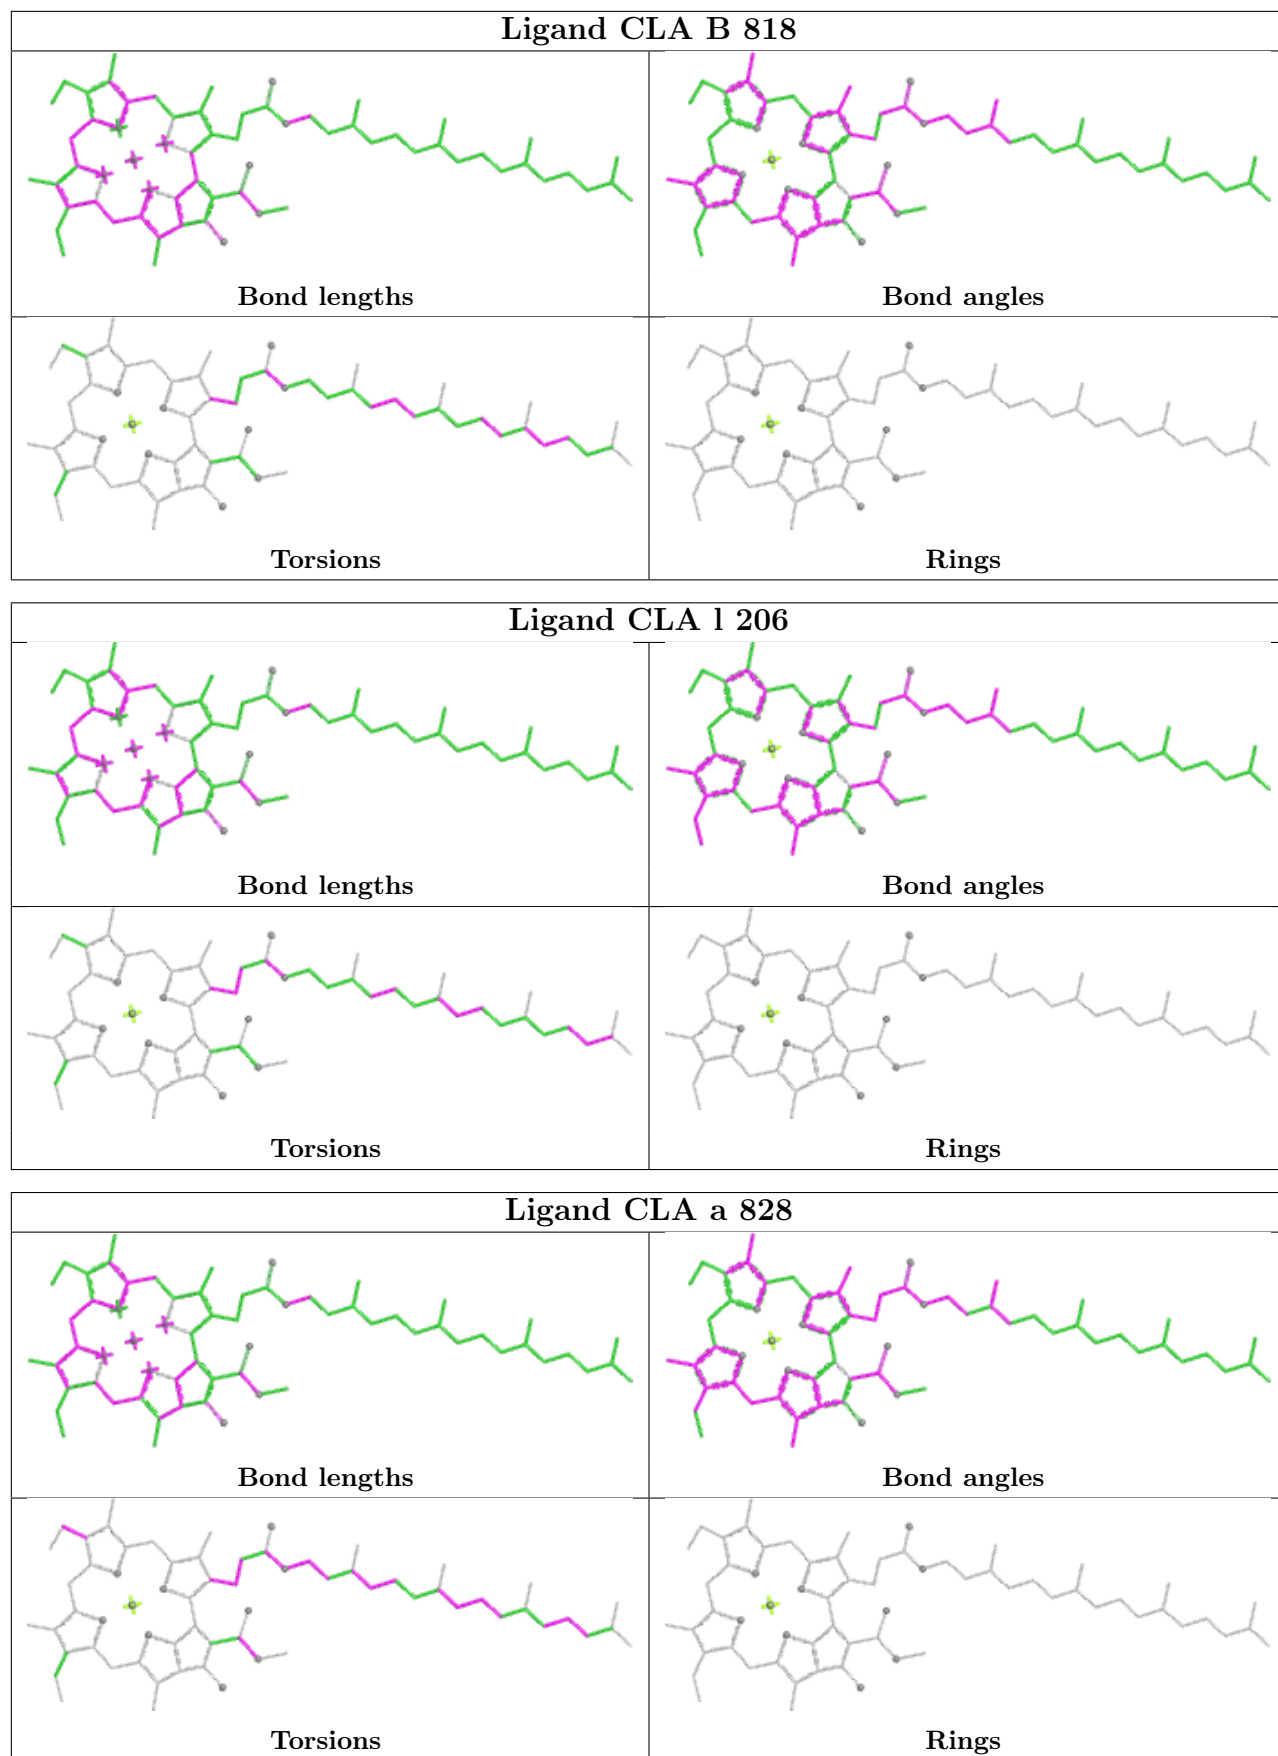 Ligand CLA B 818
Bond lengths
Bond angles
Torsions
Rings
Ligand CLA l 206
Bond lengths
Bond angles
Torsions
Rings
Ligand CLA a 828
Bond lengths
Bond angles
Torsions
Rings